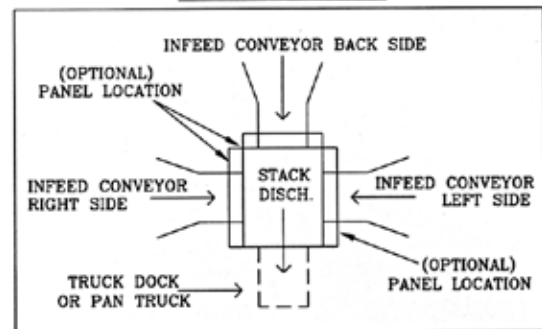 INFEED CONVEYOR BACK SIDE
(OPTIONAL)
PANEL LOCATION
STACK
DISCH.
INFEED CONVEYOR
RIGHT SIDE
INFEED CONVEYOR
LEFT SIDE
(OPTIONAL)
PANEL LOCATION
TRUCK DOCK
OR PAN TRUCK